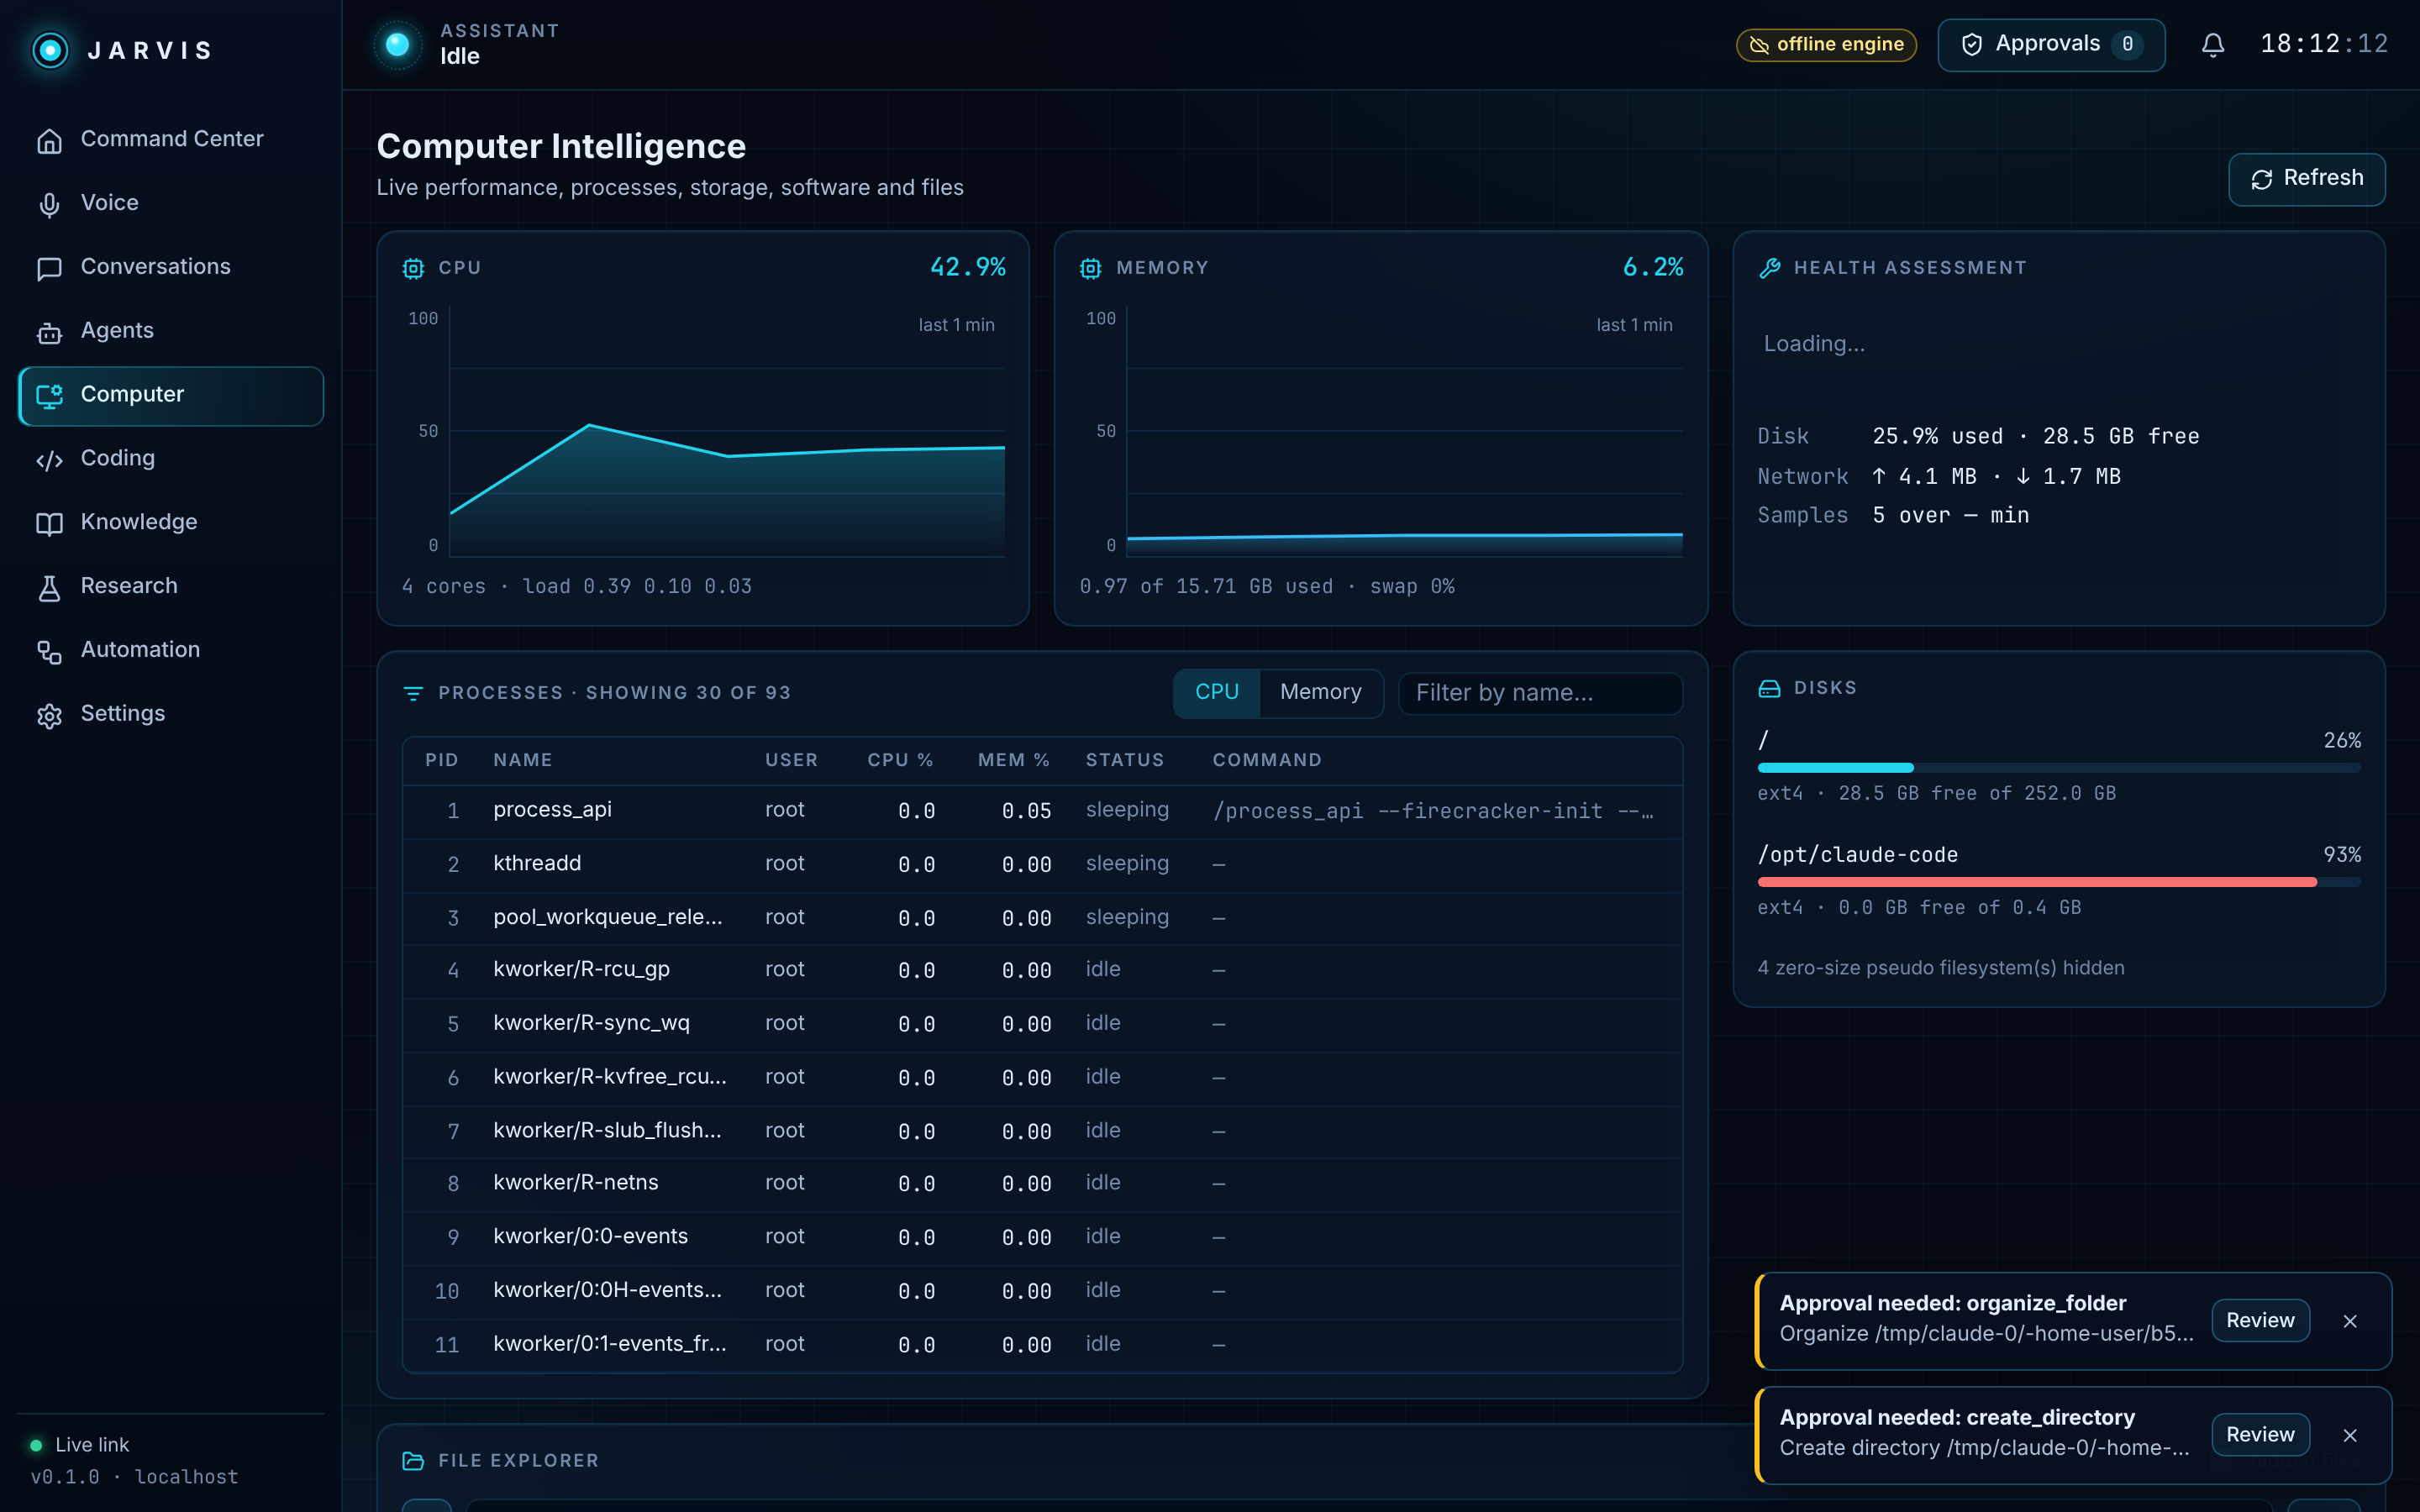 JARVIS
Command Center
Voice
Conversations
Agents
Computer
Coding
Knowledge
Research
Automation
Settings
Live link
v0.1.0 · localhost
ASSISTANT
Idle
offline engine
Approvals 0
18:12:12
Computer Intelligence
Live performance, processes, storage, software and files
Refresh
CPU 42.9%
last 1 min
100
50
0
4 cores · load 0.39 0.10 0.03
MEMORY 6.2%
last 1 min
100
50
0
0.97 of 15.71 GB used · swap 0%
HEALTH ASSESSMENT
Loading…
Disk 25.9% used · 28.5 GB free
Network ↑ 4.1 MB · ↓ 1.7 MB
Samples 5 over — min
PROCESSES · SHOWING 30 OF 93
CPU Memory Filter by name…
PID NAME USER CPU % MEM % STATUS COMMAND
1 process_api root 0.0 0.05 sleeping /process_api --firecracker-init --…
2 kthreadd root 0.0 0.00 sleeping —
3 pool_workqueue_rele… root 0.0 0.00 sleeping —
4 kworker/R-rcu_gp root 0.0 0.00 idle —
5 kworker/R-sync_wq root 0.0 0.00 idle —
6 kworker/R-kvfree_rcu… root 0.0 0.00 idle —
7 kworker/R-slub_flush… root 0.0 0.00 idle —
8 kworker/R-netns root 0.0 0.00 idle —
9 kworker/0:0-events root 0.0 0.00 idle —
10 kworker/0:0H-events… root 0.0 0.00 idle —
11 kworker/0:1-events_fr… root 0.0 0.00 idle —
DISKS
/ 26%
ext4 · 28.5 GB free of 252.0 GB
/opt/claude-code 93%
ext4 · 0.0 GB free of 0.4 GB
4 zero-size pseudo filesystem(s) hidden
FILE EXPLORER
Approval needed: organize_folder
Organize /tmp/claude-0/-home-user/b5…
Review
Approval needed: create_directory
Create directory /tmp/claude-0/-home-…
Review